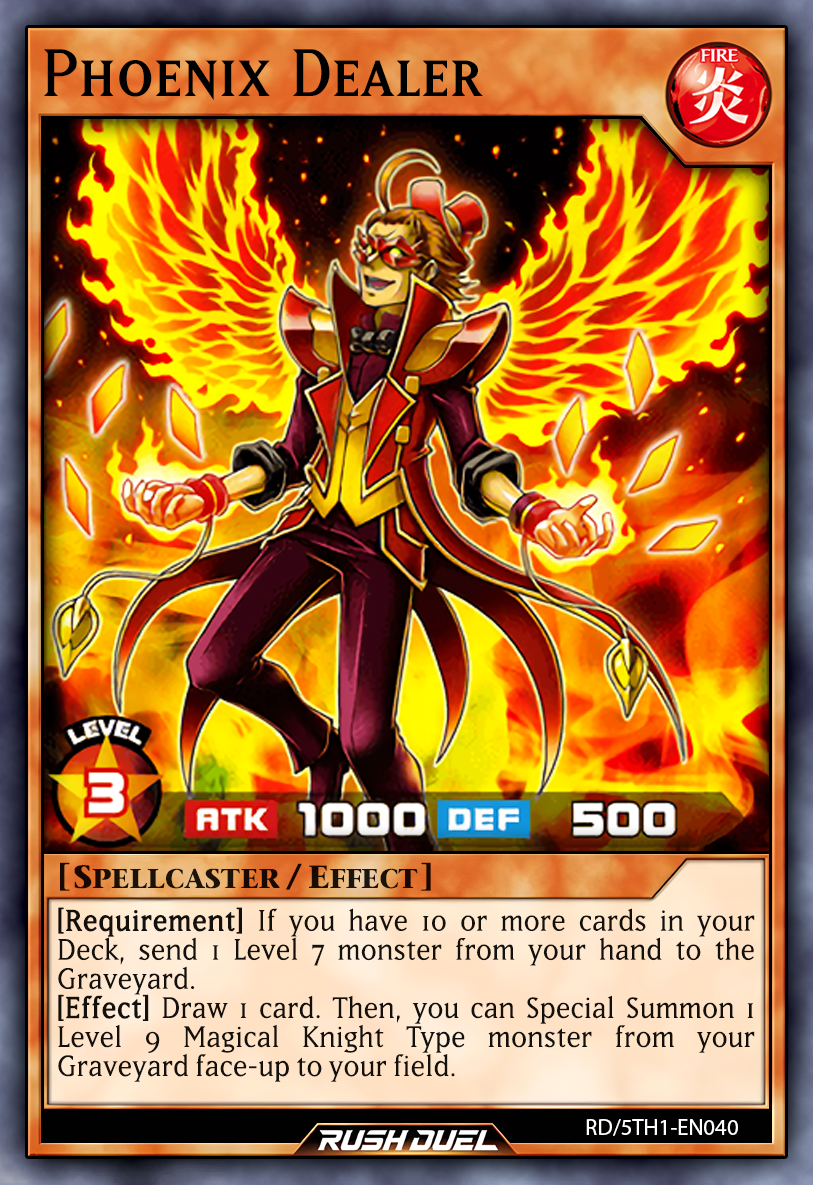 Phoenix Dealer
FIRE
炎
LEVEL
3
ATK 1000 DEF 500
[Spellcaster / Effect]
[Requirement] If you have 10 or more cards in your
Deck, send 1 Level 7 monster from your hand to the
Graveyard.
[Effect] Draw 1 card. Then, you can Special Summon 1
Level 9 Magical Knight Type monster from your
Graveyard face-up to your field.
RD/5TH1-EN040
RUSH DUEL